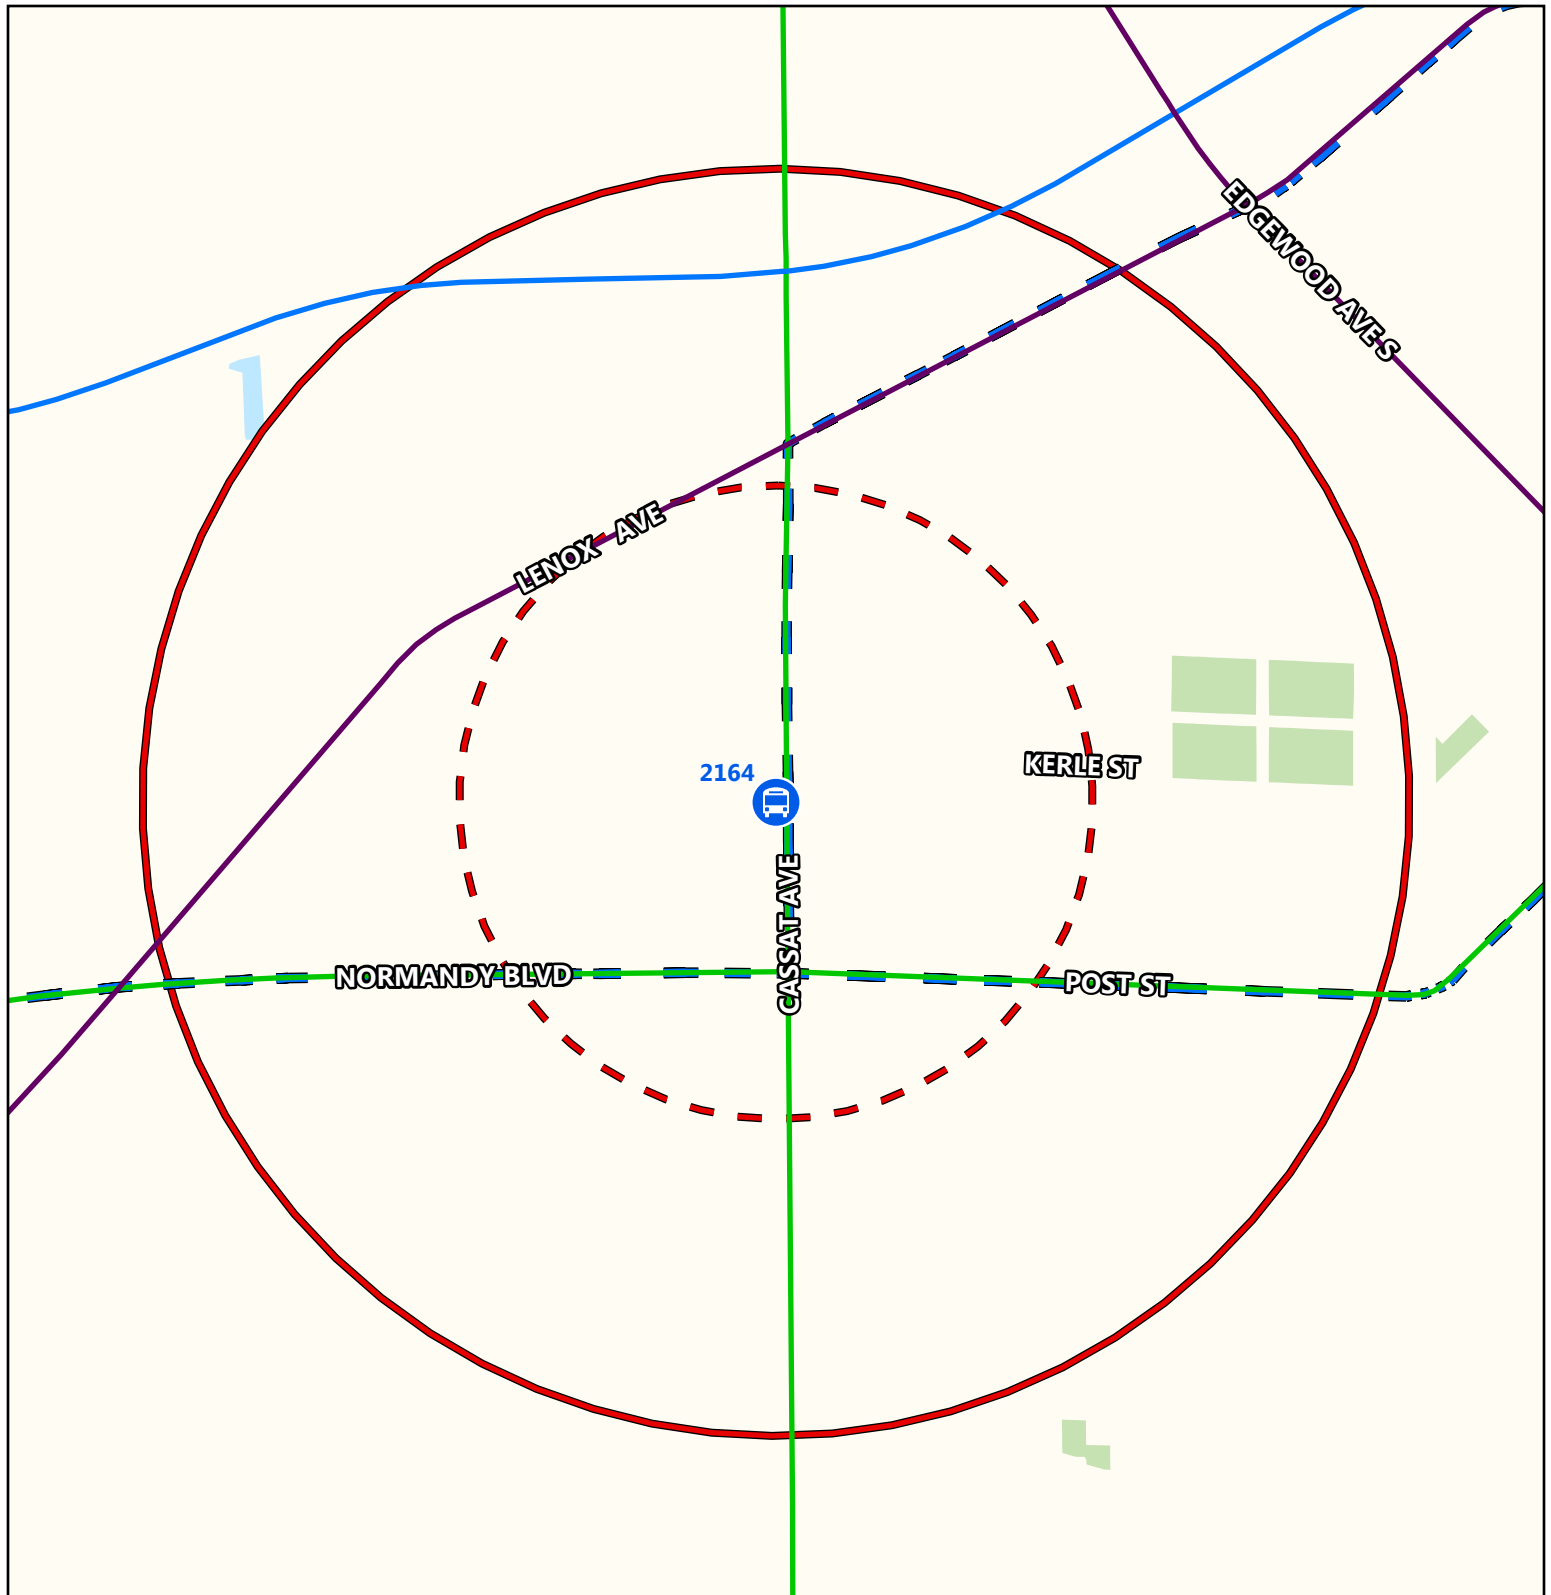 EDGEWOOD AVE S
LENOX AVE
KERLE ST
2164
CASSAT AVE
NORMANDY BLVD
POST ST